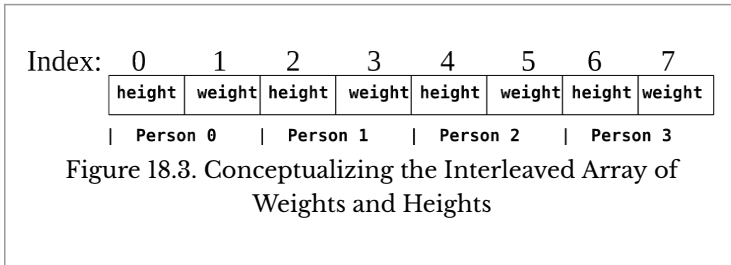 Index: 0 1 2 3 4 5 6 7
height weight height weight height weight height weight
| Person 0 | Person 1 | Person 2 | Person 3
Figure 18.3. Conceptualizing the Interleaved Array of
Weights and Heights